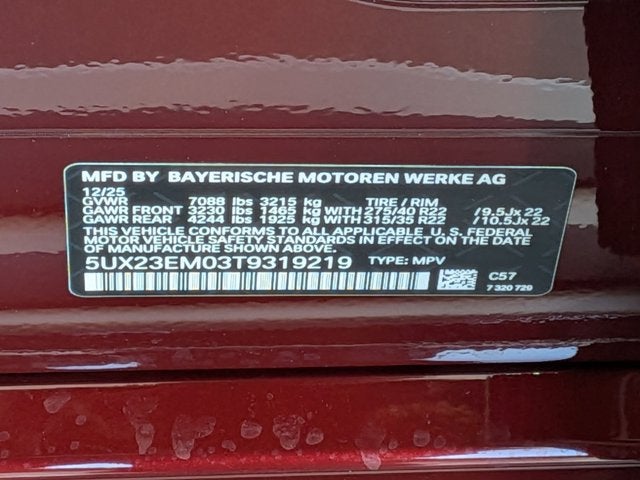 MFD BY BAYERISCHE MOTOREN WERKE AG
12/25
GVWR 7088 lbs 3215 kg TIRE / RIM
GAWR FRONT 3230 lbs 1465 kg WITH 275/40 R22 /9.5Jx 22
GAWR REAR 4244 lbs 1925 kg WITH 315/35 R22 /10.5Jx 22
THIS VEHICLE CONFORMS TO ALL APPLICABLE U.S. FEDERAL
MOTOR VEHICLE SAFETY STANDARDS IN EFFECT ON THE DATE
OF MANUFACTURE SHOWN ABOVE.
5UX23EM03T9319219 TYPE: MPV
C57
7 320 729